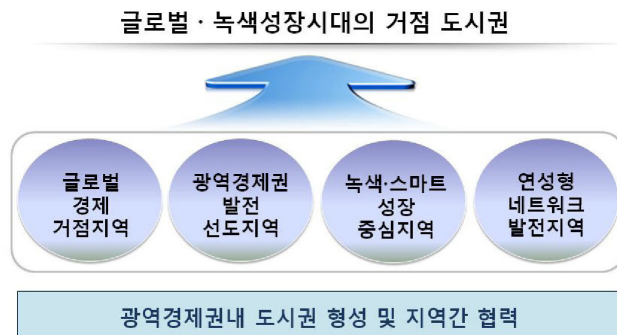 글로벌 · 녹색성장시대의 거점 도시권
글로벌
경제
거점지역
광역경제권
발전
선도지역
녹색·스마트
성장
중심지역
연성형
네트워크
발전지역
광역경제권내 도시권 형성 및 지역간 협력